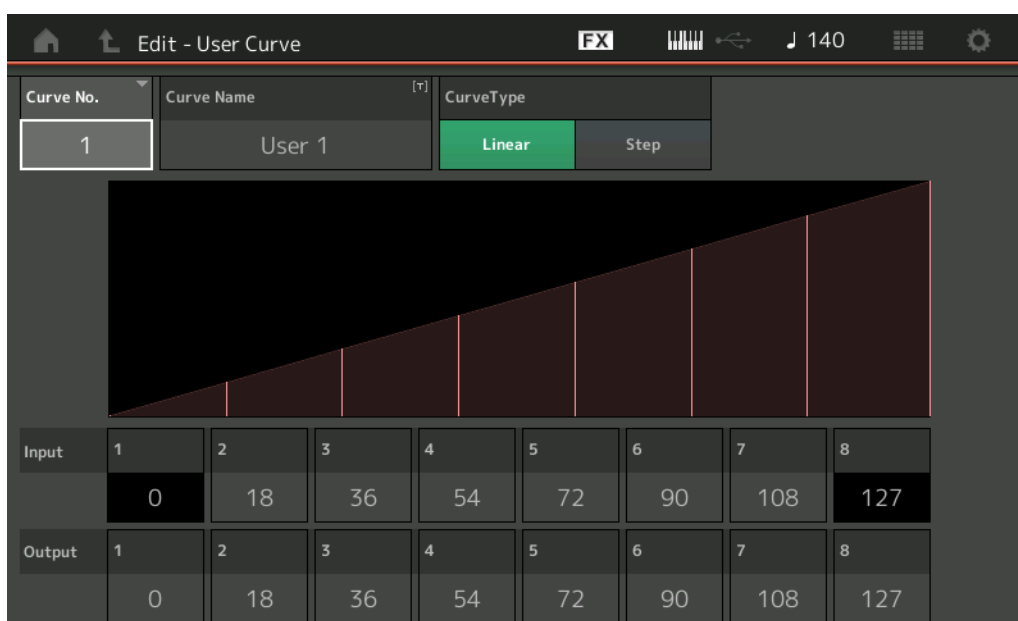 Edit - User Curve FX 140
Curve No. Curve Name [T] CurveType
1 User 1 Linear Step
Input 1 2 3 4 5 6 7 8
0 18 36 54 72 90 108 127
Output 1 2 3 4 5 6 7 8
0 18 36 54 72 90 108 127